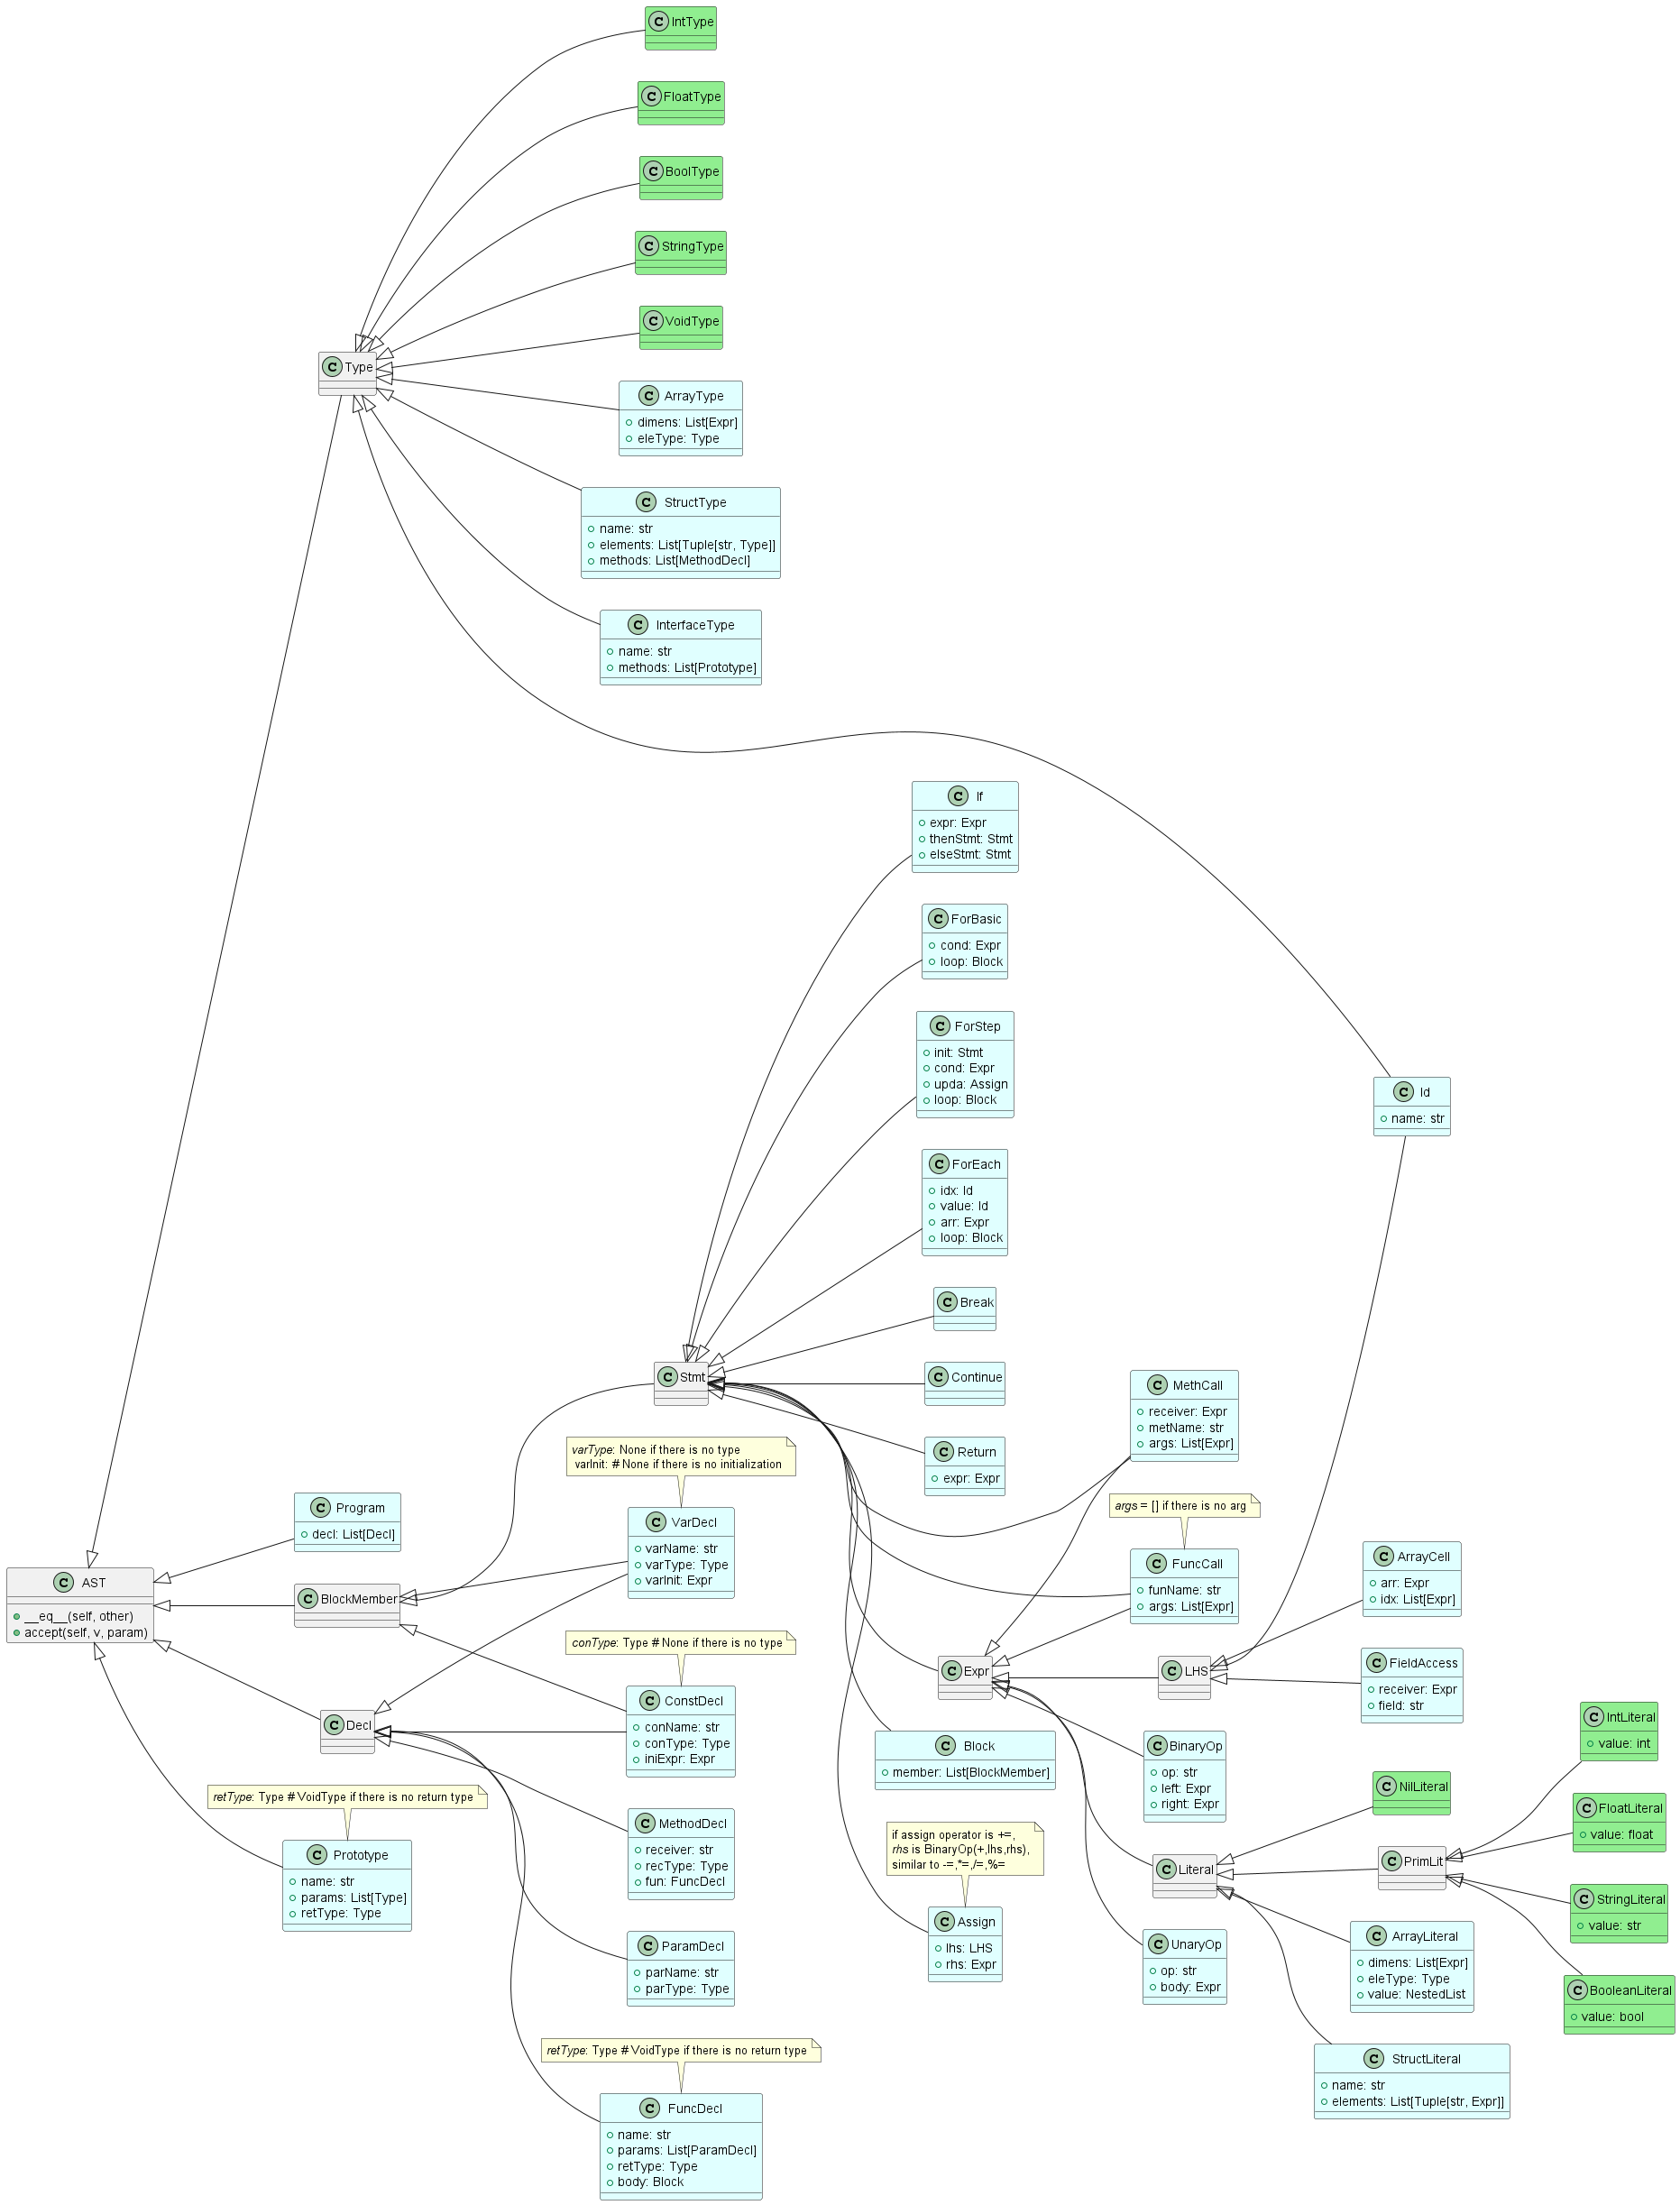 C IntType
C FloatType
C BoolType
C StringType
C VoidType
C Type
C ArrayType
dimens: List[Expr]
eleType: Type
C StructType
name: str
elements: List[Tuple[str, Type]]
methods: List[MethodDecl]
C InterfaceType
name: str
methods: List[Prototype]
C If
expr: Expr
thenStmt: Stmt
elseStmt: Stmt
C ForBasic
cond: Expr
loop: Block
C ForStep
init: Stmt
cond: Expr
upda: Assign
loop: Block
C Id
name: str
C ForEach
idx: Id
value: Id
arr: Expr
loop: Block
C Break
C Stmt
C Continue
C MethCall
receiver: Expr
metName: str
args: List[Expr]
C Return
expr: Expr
varType: None if there is no type
varInit: # None if there is no initialization
args = [] if there is no arg
C Program
decl: List[Decl]
C VarDecl
varName: str
varType: Type
varInit: Expr
C FuncCall
funName: str
args: List[Expr]
C ArrayCell
arr: Expr
idx: List[Expr]
C AST
__eq__(self, other)
accept(self, v, param)
C BlockMember
conType: Type # None if there is no type
C Expr
C LHS
C FieldAccess
receiver: Expr
field: str
C Decl
C ConstDecl
conName: str
conType: Type
iniExpr: Expr
C Block
member: List[BlockMember]
C BinaryOp
op: str
left: Expr
right: Expr
C IntLiteral
value: int
C NilLiteral
C FloatLiteral
value: float
retType: Type # VoidType if there is no return type
C Prototype
name: str
params: List[Type]
retType: Type
C MethodDecl
receiver: str
recType: Type
fun: FuncDecl
if assign operator is +=,
rhs is BinaryOp(+,lhs,rhs),
similar to -=,*=,/=,%=
C Literal
C PrimLit
C StringLiteral
value: str
C ParamDecl
parName: str
parType: Type
C Assign
lhs: LHS
rhs: Expr
C UnaryOp
op: str
body: Expr
C ArrayLiteral
dimens: List[Expr]
eleType: Type
value: NestedList
C BooleanLiteral
value: bool
retType: Type # VoidType if there is no return type
C StructLiteral
name: str
elements: List[Tuple[str, Expr]]
C FuncDecl
name: str
params: List[ParamDecl]
retType: Type
body: Block